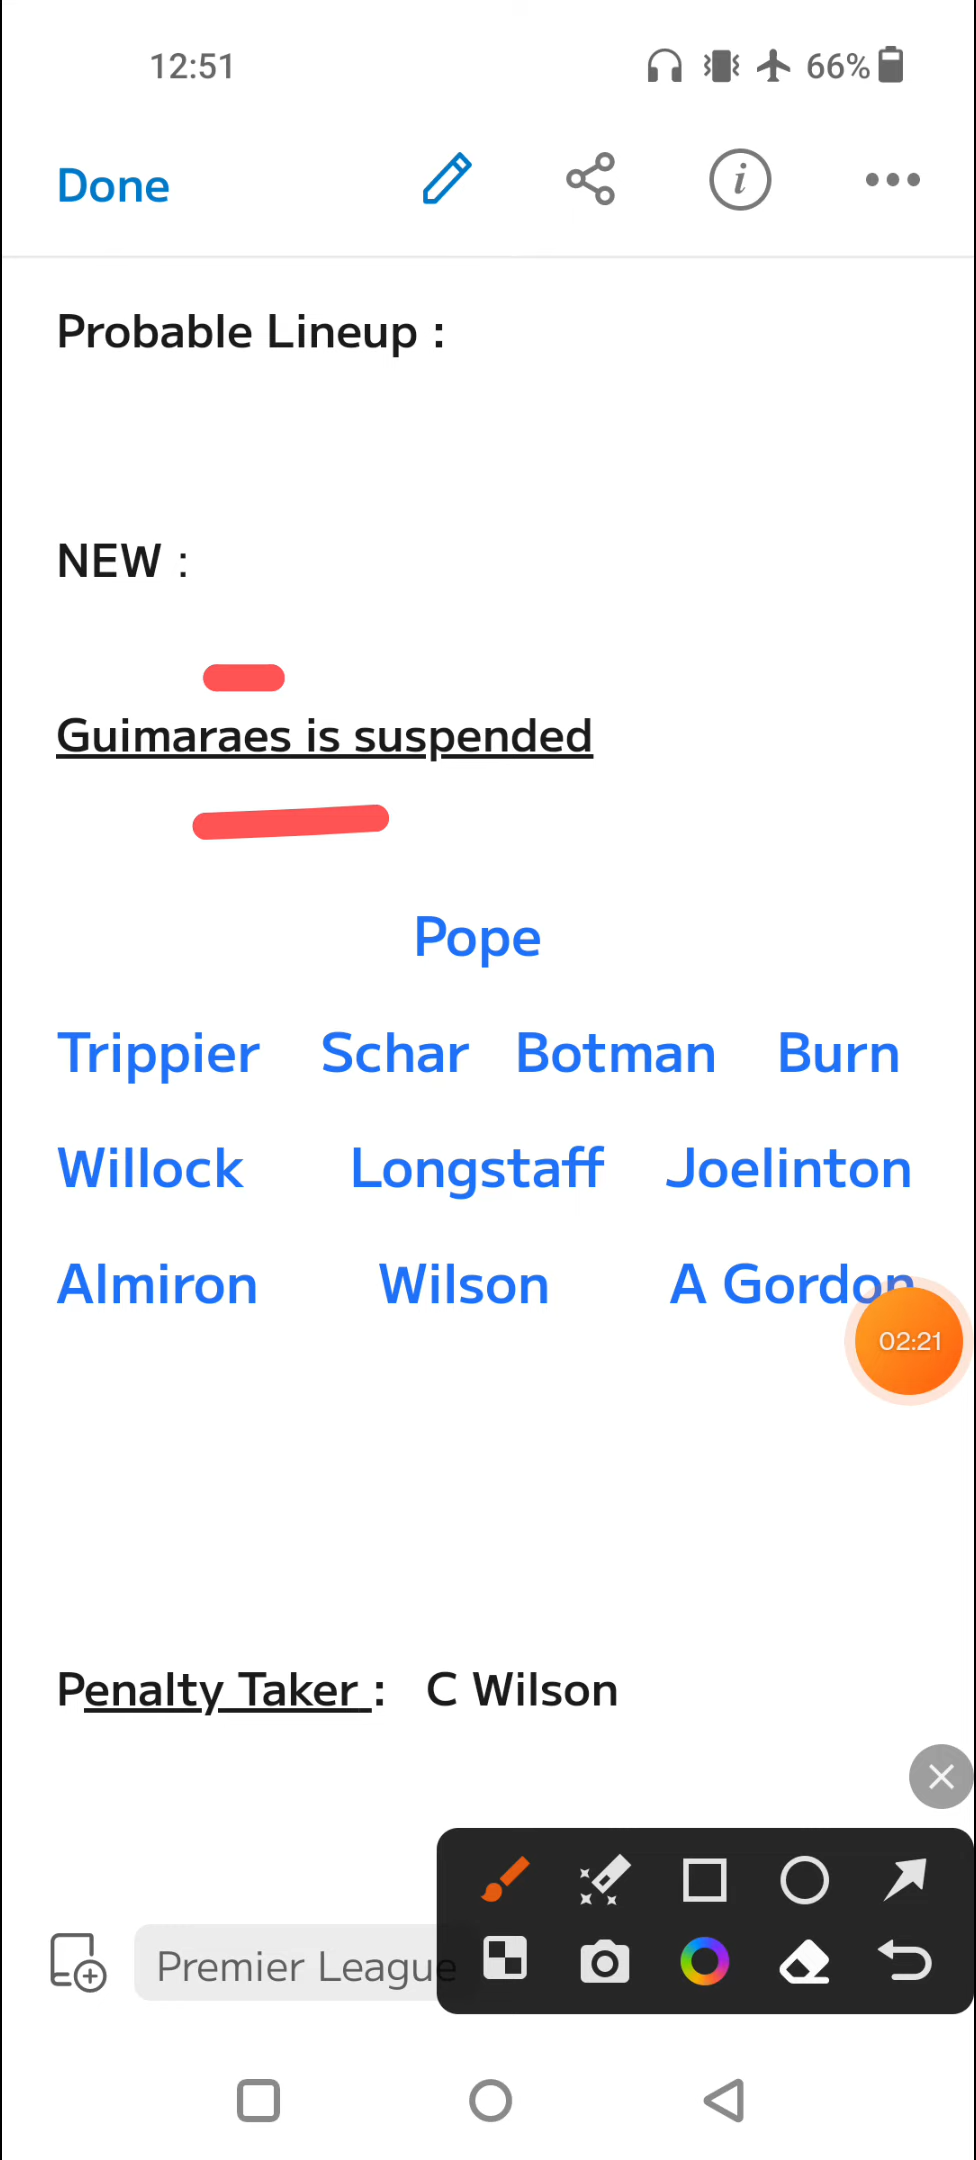 12:51 66%
Done
Probable Lineup :
NEW :
Guimaraes is suspended
Pope
Trippier Schar Botman Burn
Willock Longstaff Joelinton
Almiron Wilson A Gordon
02:21
Penalty Taker : C Wilson
Premier League